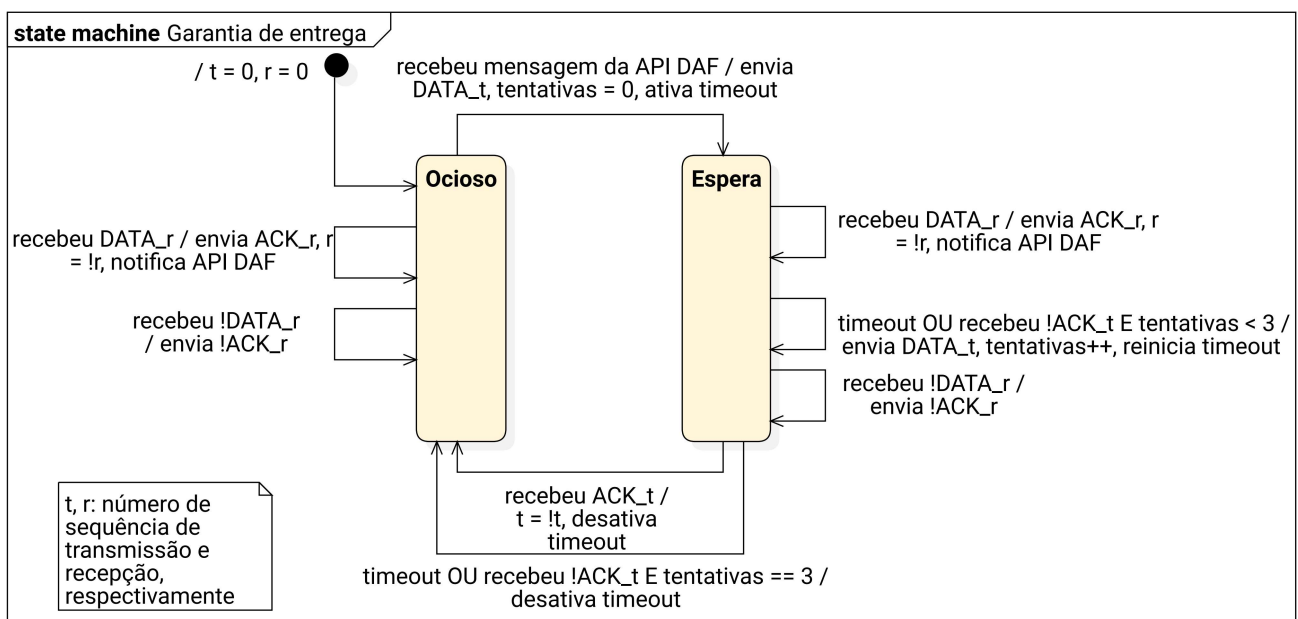 state machine Garantia de entrega
/ t = 0, r = 0
recebeu mensagem da API DAF / envia
DATA_t, tentativas = 0, ativa timeout
Ocioso
Espera
recebeu DATA_r / envia ACK_r, r
= !r, notifica API DAF
recebeu !DATA_r
/ envia !ACK_r
recebeu DATA_r / envia ACK_r, r
= !r, notifica API DAF
timeout OU recebeu !ACK_t E tentativas < 3 /
envia DATA_t, tentativas++, reinicia timeout
recebeu !DATA_r /
envia !ACK_r
recebeu ACK_t /
t = !t, desativa
timeout
timeout OU recebeu !ACK_t E tentativas == 3 /
desativa timeout
t, r: número de
sequência de
transmissão e
recepção,
respectivamente